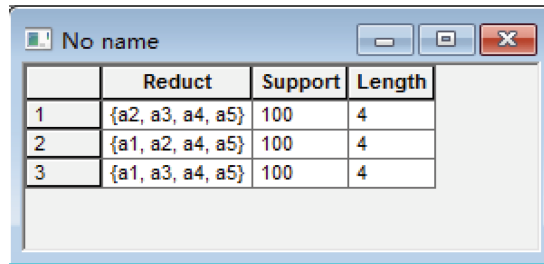 No name
Reduct Support Length
1 {a2, a3, a4, a5} 100 4
2 {a1, a2, a4, a5} 100 4
3 {a1, a3, a4, a5} 100 4